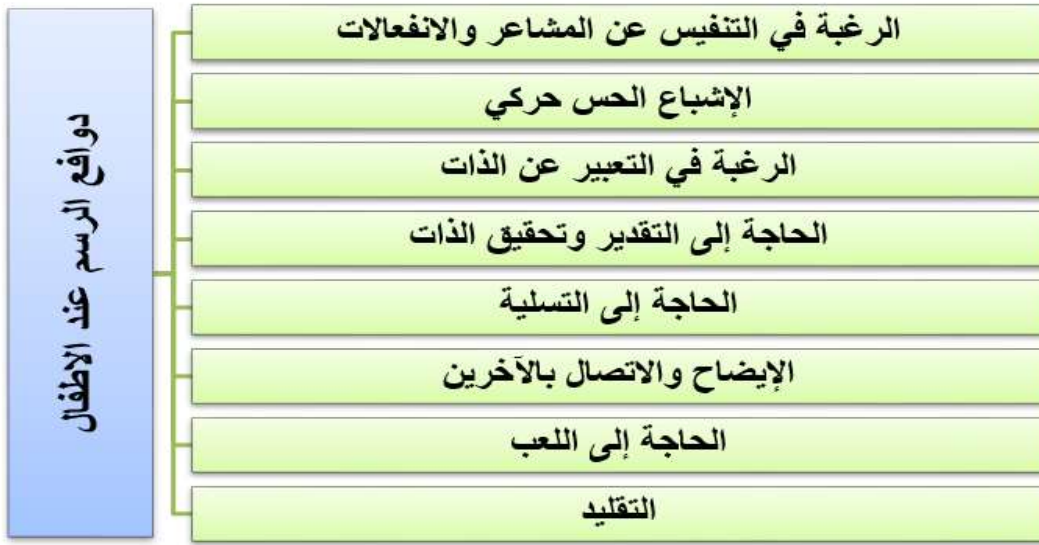 دوافع الرسم عند الاطفال
الرغبة في التنفيس عن المشاعر والانفعالات
الإشباع الحس حركي
الرغبة في التعبير عن الذات
الحاجة إلى التقدير وتحقيق الذات
الحاجة إلى التسلية
الإيضاح والاتصال بالآخرين
الحاجة إلى اللعب
التقليد